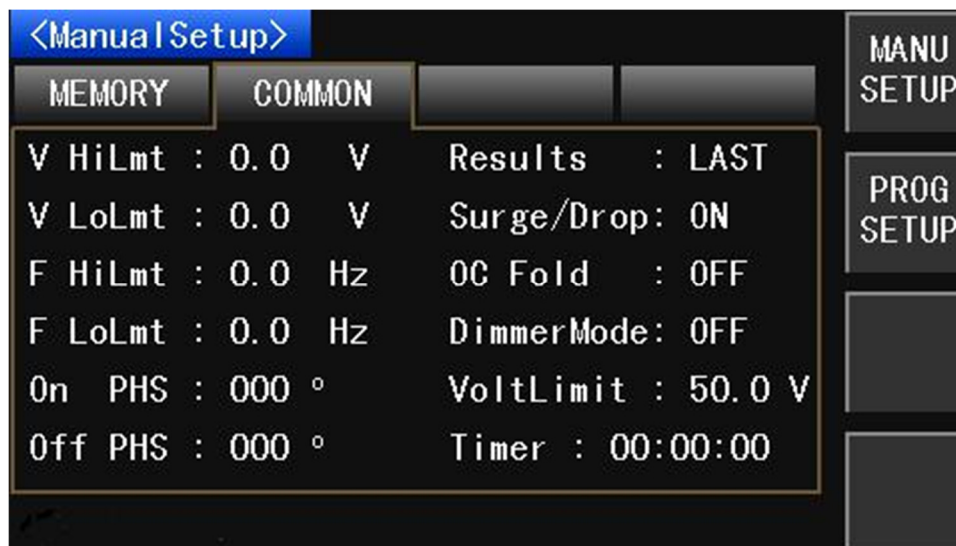 <ManualSetup>
MEMORY COMMON
V HiLmt : 0.0 V Results : LAST
V LoLmt : 0.0 V Surge/Drop: ON
F HiLmt : 0.0 Hz OC Fold : OFF
F LoLmt : 0.0 Hz DimmerMode: OFF
On PHS : 000 ° VoltLimit : 50.0 V
Off PHS : 000 ° Timer : 00:00:00
MANU
SETUP
PROG
SETUP